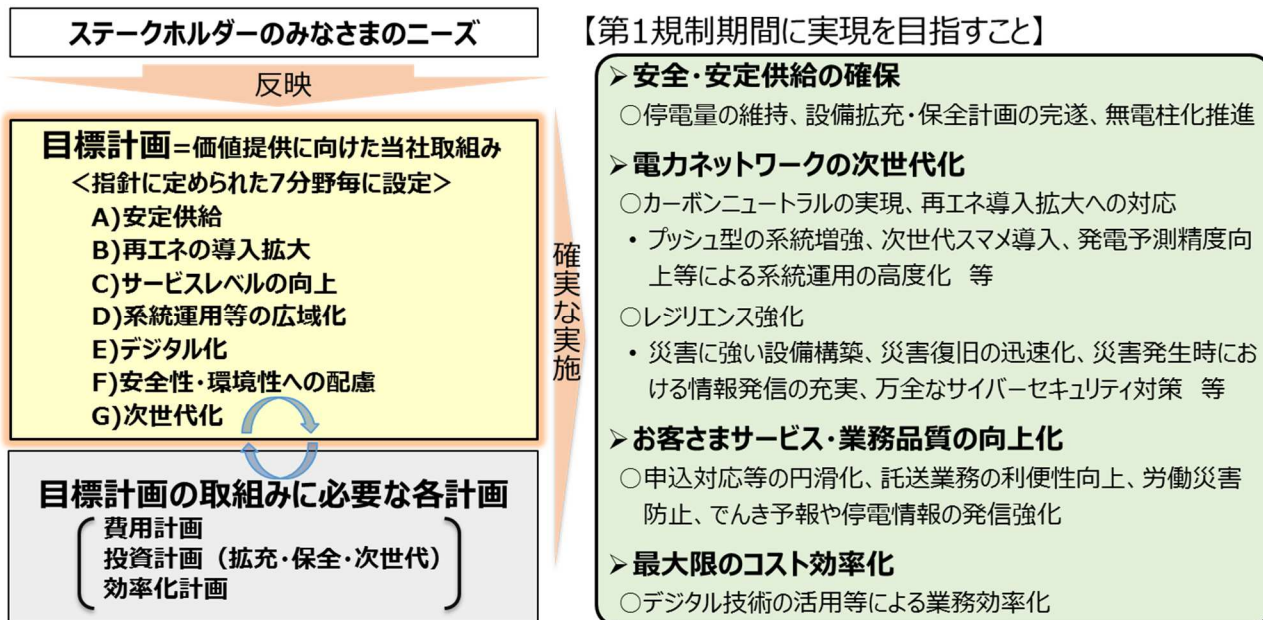 ステークホルダーのみなさまのニーズ
反映
目標計画=価値提供に向けた当社取組み
＜指針に定められた7分野毎に設定＞
A)安定供給
B)再エネの導入拡大
C)サービスレベルの向上
D)系統運用等の広域化
E)デジタル化
F)安全性・環境性への配慮
G)次世代化
目標計画の取組みに必要な各計画
費用計画
投資計画（拡充・保全・次世代）
効率化計画
確実な実施
【第1規制期間に実現を目指すこと】
➢安全・安定供給の確保
○停電量の維持、設備拡充・保全計画の完遂、無電柱化推進
➢電力ネットワークの次世代化
○カーボンニュートラルの実現、再エネ導入拡大への対応
・プッシュ型の系統増強、次世代スマメ導入、発電予測精度向
上等による系統運用の高度化 等
○レジリエンス強化
・災害に強い設備構築、災害復旧の迅速化、災害発生時にお
ける情報発信の充実、万全なサイバーセキュリティ対策 等
➢お客さまサービス・業務品質の向上化
○申込対応等の円滑化、託送業務の利便性向上、労働災害
防止、でんき予報や停電情報の発信強化
➢最大限のコスト効率化
○デジタル技術の活用等による業務効率化